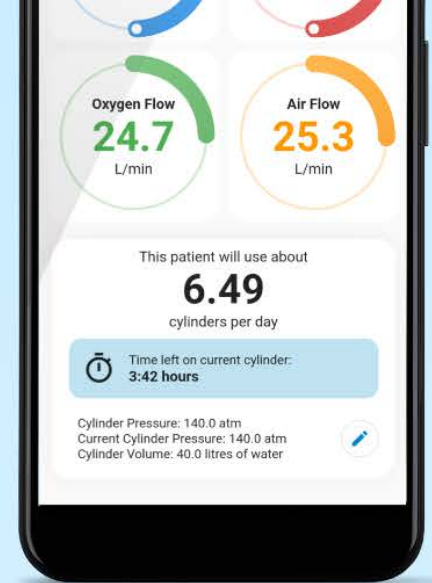 Oxygen Flow
24.7
L/min
Air Flow
25.3
L/min
This patient will use about
6.49
cylinders per day
Time left on current cylinder:
3:42 hours
Cylinder Pressure: 140.0 atm
Current Cylinder Pressure: 140.0 atm
Cylinder Volume: 40.0 litres of water